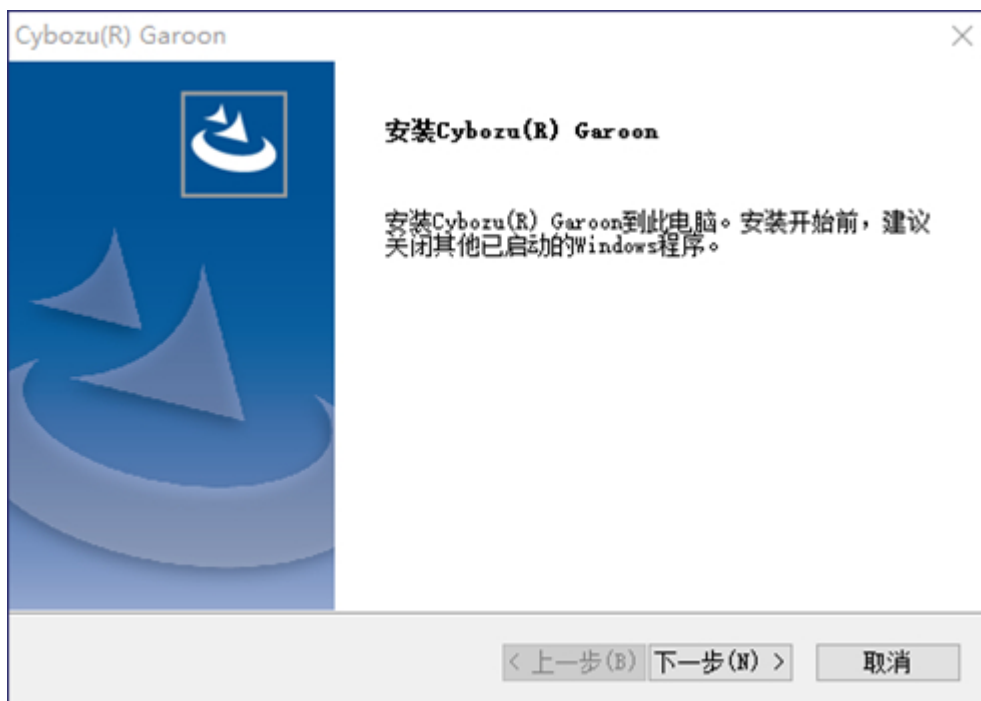 Cybozu(R) Garoon
安装Cybozu(R) Garoon
安装Cybozu(R) Garoon到此电脑。安装开始前，建议
关闭其他已启动的Windows程序。
< 上一步(B) 下一步(N) > 取消